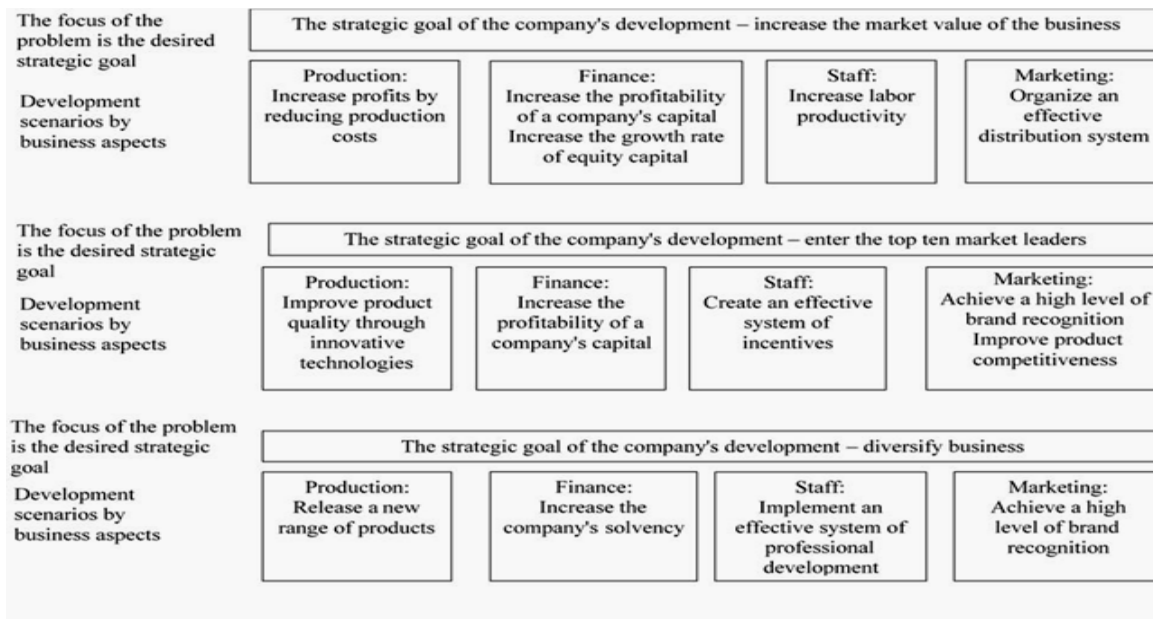 The focus of the
problem is the desired
strategic goal
The strategic goal of the company's development – increase the market value of the business
Development
scenarios by
business aspects
Production:
Increase profits by
reducing production
costs
Finance:
Increase the profitability
of a company's capital
Increase the growth rate
of equity capital
Staff:
Increase labor
productivity
Marketing:
Organize an
effective
distribution system
The focus of the problem
is the desired strategic
goal
The strategic goal of the company's development – enter the top ten market leaders
Development
scenarios by
business aspects
Production:
Improve product
quality through
innovative
technologies
Finance:
Increase the
profitability of a
company's capital
Staff:
Create an effective
system of
incentives
Marketing:
Achieve a high level of
brand recognition
Improve product
competitiveness
The focus of the problem
is the desired strategic
goal
The strategic goal of the company's development – diversify business
Development
scenarios by
business aspects
Production:
Release a new
range of products
Finance:
Increase the
company's solvency
Staff:
Implement an
effective system of
professional
development
Marketing:
Achieve a high
level of brand
recognition